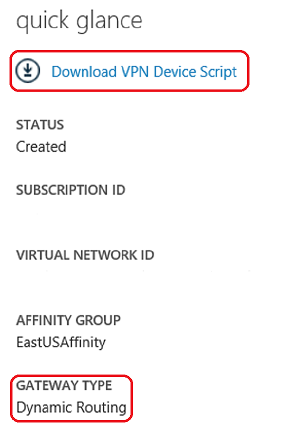 quick glance
Download VPN Device Script
STATUS
Created
SUBSCRIPTION ID
VIRTUAL NETWORK ID
AFFINITY GROUP
EastUSAffinity
GATEWAY TYPE
Dynamic Routing